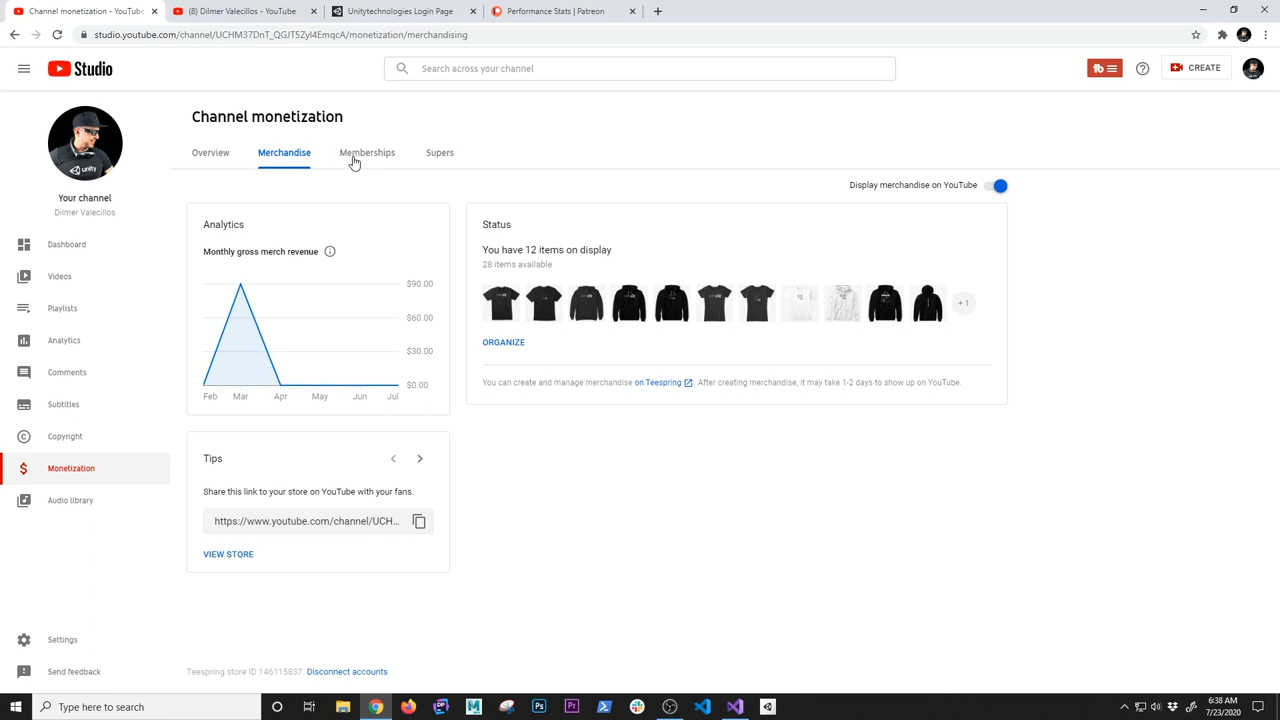 Channel monetization - YouTube
(8) Dilmer Valecillos - YouTube
Unitytechnologies Login Page
Performance Stats | Patreon
studio.youtube.com/channel/UCHM37DnT_QGJT5Zyl4EmqcA/monetization/merchandising
Studio
Search across your channel
CREATE
Channel monetization
Overview
Merchandise
Memberships
Supers
unity
Your channel
Dilmer Valecillos
Dashboard
Videos
Playlists
Analytics
Comments
Subtitles
Copyright
Monetization
Audio library
Settings
Send feedback
Display merchandise on YouTube
Analytics
Monthly gross merch revenue
$90.00
$60.00
$30.00
$0.00
Feb Mar Apr May Jun Jul
Status
You have 12 items on display
28 items available
+ 1
ORGANIZE
You can create and manage merchandise on Teespring . After creating merchandise, it may take 1-2 days to show up on YouTube.
Tips
Share this link to your store on YouTube with your fans.
https://www.youtube.com/channel/UCH...
VIEW STORE
Teespring store ID 146115837. Disconnect accounts
Type here to search
6:38 AM
7/23/2020